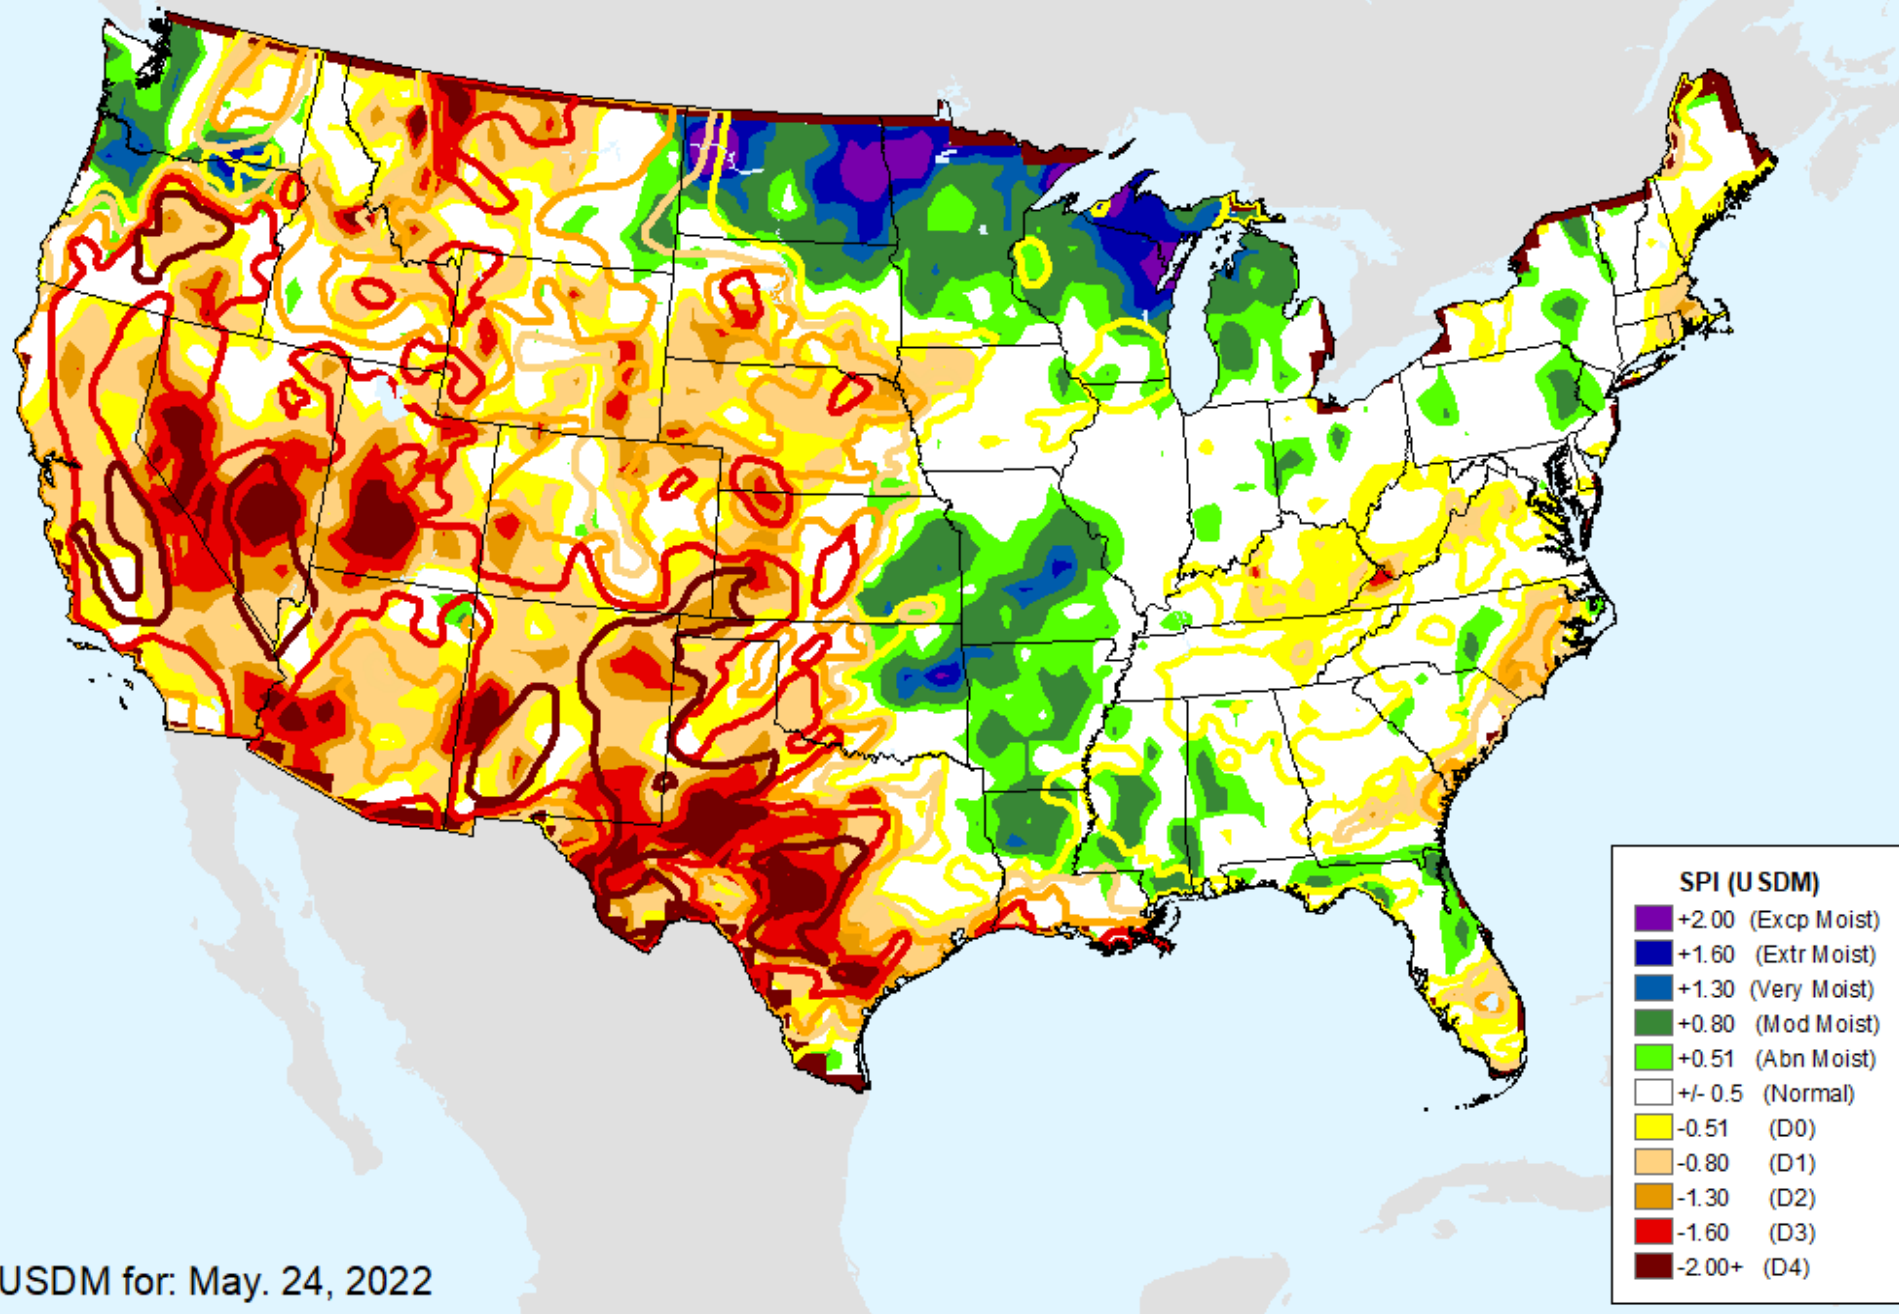 SPI (USDM)
+2.00 (Excp Moist)
+1.60 (Extr Moist)
+1.30 (Very Moist)
+0.80 (Mod Moist)
+0.51 (Abn Moist)
+/- 0.5 (Normal)
-0.51 (D0)
-0.80 (D1)
-1.30 (D2)
-1.60 (D3)
-2.00+ (D4)
USDM for: May. 24, 2022